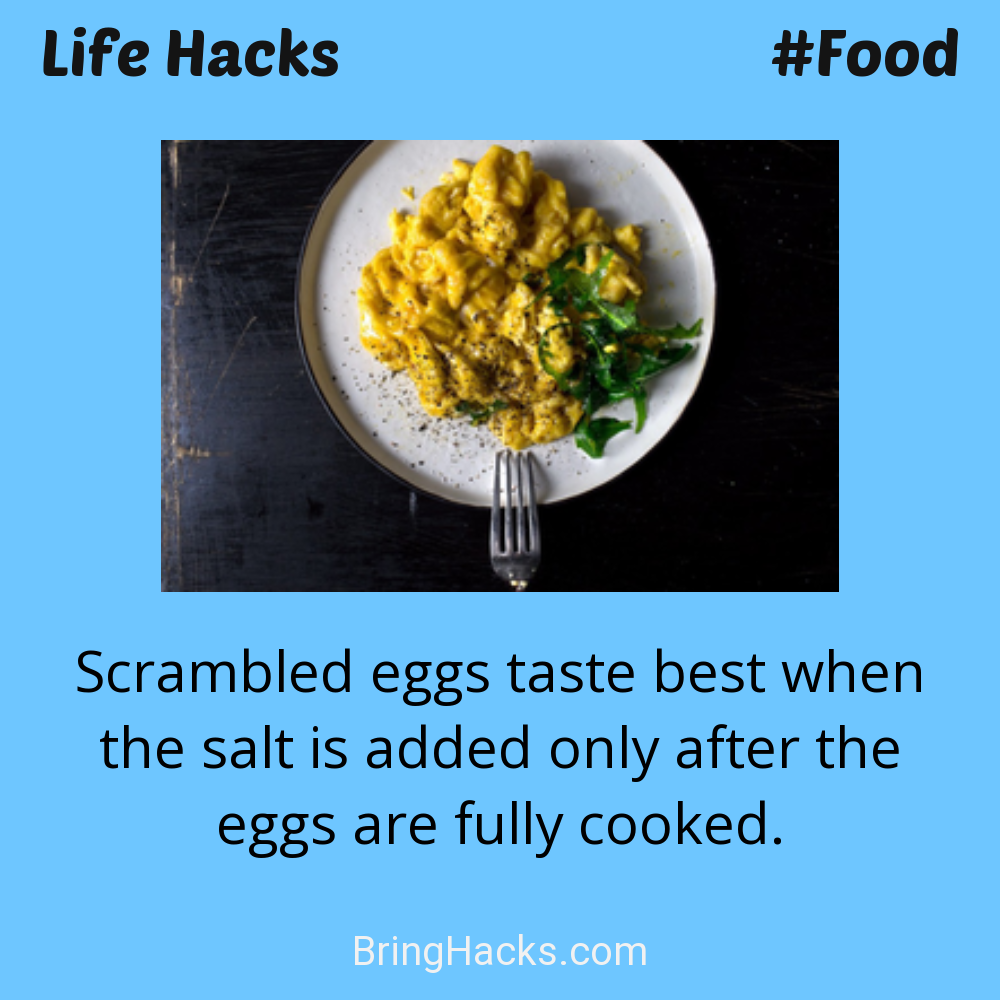 Life Hacks
#Food
Scrambled eggs taste best when
the salt is added only after the
eggs are fully cooked.
BringHacks.com